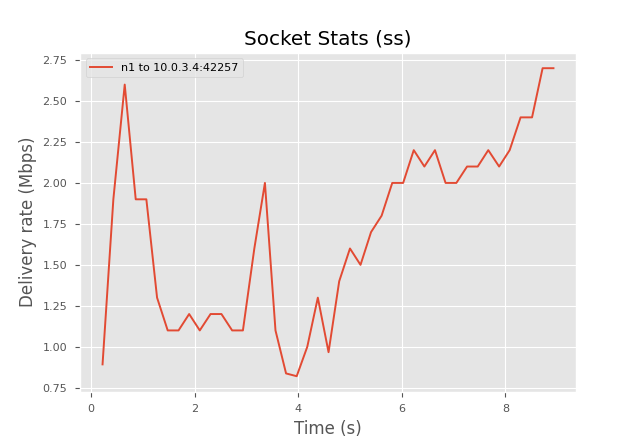 Socket Stats (ss)
n1 to 10.0.3.4:42257
Delivery rate (Mbps)
2.75
2.50
2.25
2.00
1.75
1.50
1.25
1.00
0.75
0 2 4 6 8
Time (s)